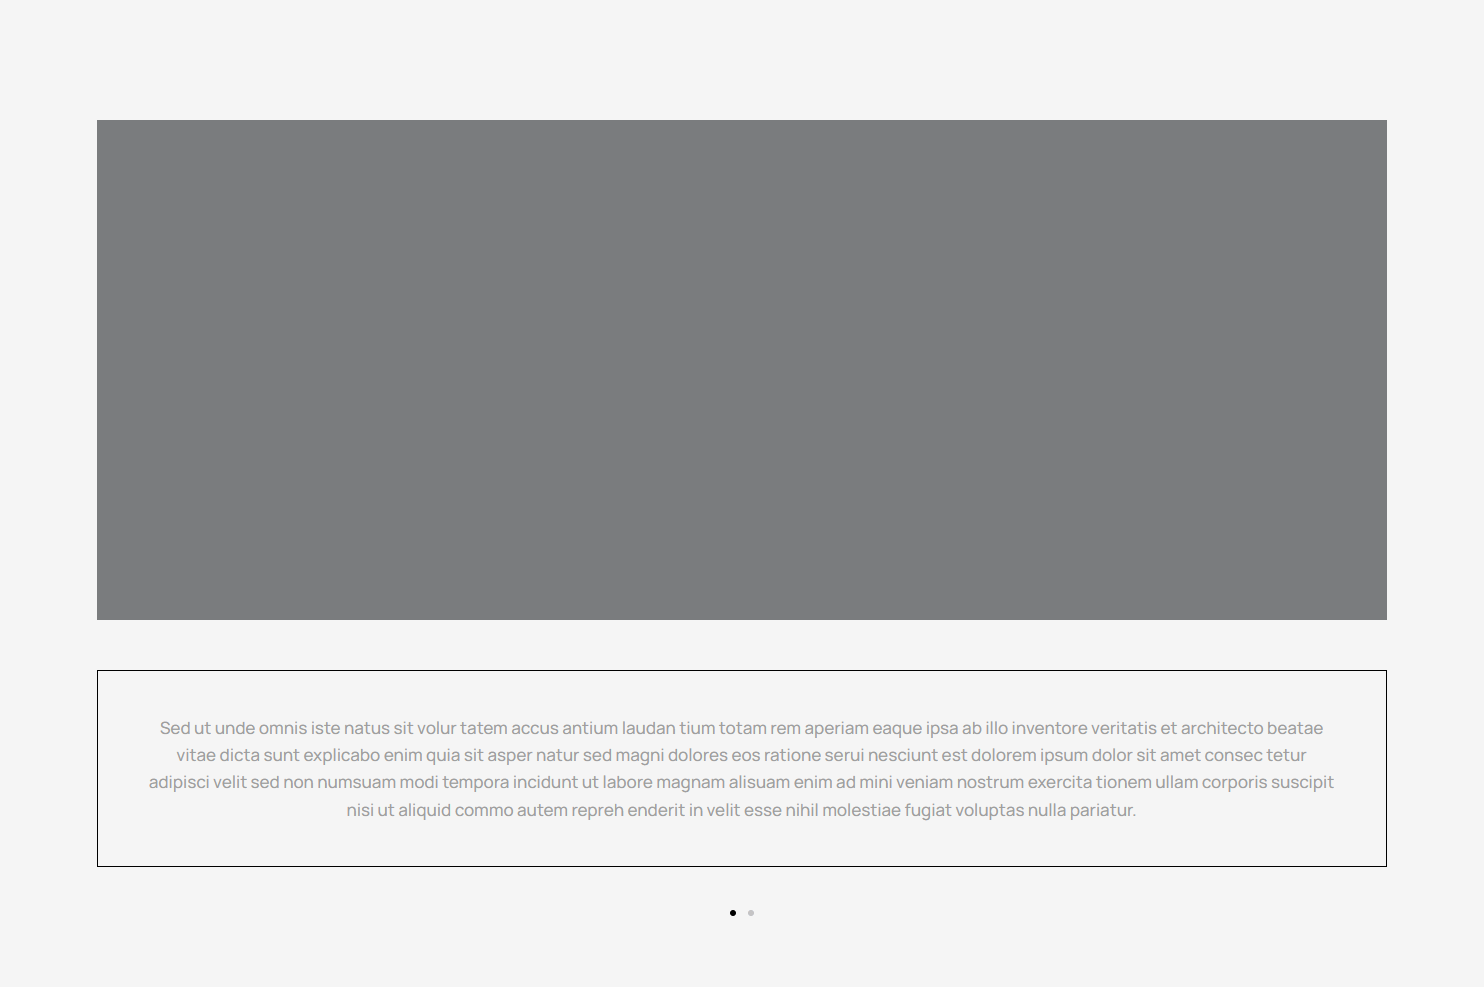 Sed ut unde omnis iste natus sit volur tatem accus antium laudan tium totam rem aperiam eaque ipsa ab illo inventore veritatis et architecto beatae
vitae dicta sunt explicabo enim quia sit asper natur sed magni dolores eos ratione serui nesciunt est dolorem ipsum dolor sit amet consec tetur
adipisci velit sed non numsuam modi tempora incidunt ut labore magnam alisuam enim ad mini veniam nostrum exercita tionem ullam corporis suscipit
nisi ut aliquid commo autem repreh enderit in velit esse nihil molestiae fugiat voluptas nulla pariatur.